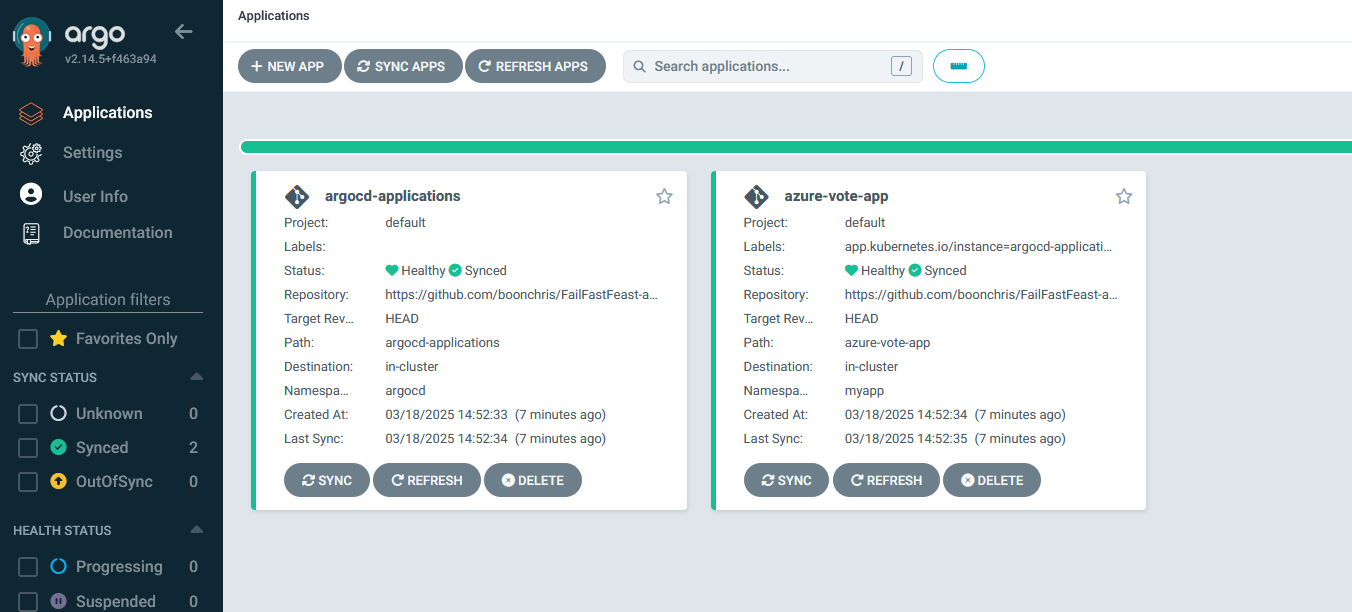 argo
v2.14.5+f463a94
Applications
Settings
User Info
Documentation
Application filters
Favorites Only
SYNC STATUS
Unknown 0
Synced 2
OutOfSync 0
HEALTH STATUS
Progressing 0
Suspended 0
Applications
+ NEW APP SYNC APPS REFRESH APPS Search applications... /
argocd-applications
Project: default
Labels:
Status: Healthy Synced
Repository: https://github.com/boonchris/FailFastFeast-a...
Target Rev... HEAD
Path: argocd-applications
Destination: in-cluster
Namespa... argocd
Created At: 03/18/2025 14:52:33 (7 minutes ago)
Last Sync: 03/18/2025 14:52:34 (7 minutes ago)
SYNC REFRESH DELETE
azure-vote-app
Project: default
Labels: app.kubernetes.io/instance=argocd-applicati...
Status: Healthy Synced
Repository: https://github.com/boonchris/FailFastFeast-a...
Target Rev... HEAD
Path: azure-vote-app
Destination: in-cluster
Namespa... myapp
Created At: 03/18/2025 14:52:34 (7 minutes ago)
Last Sync: 03/18/2025 14:52:35 (7 minutes ago)
SYNC REFRESH DELETE